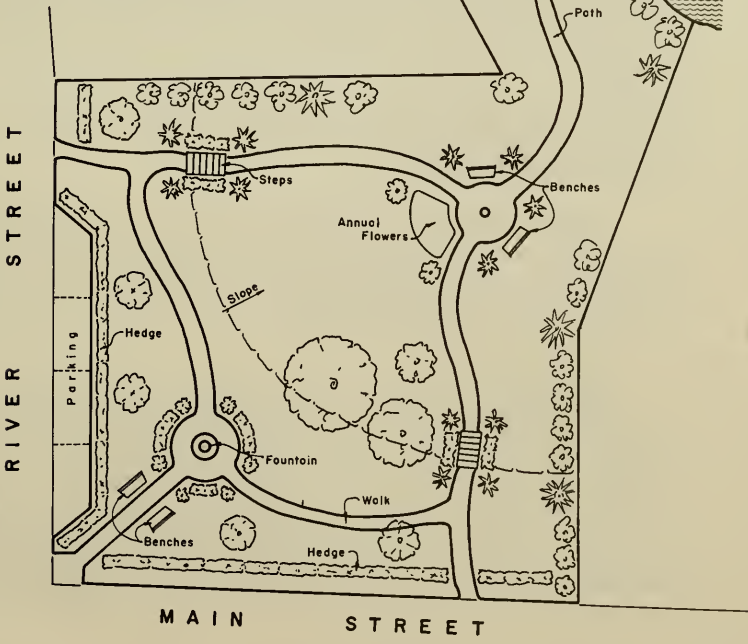 Path
Steps
Benches
Annual
Flowers
Slope
Hedge
Parking
RIVER STREET
Fountain
Walk
Benches
Hedge
MAIN STREET